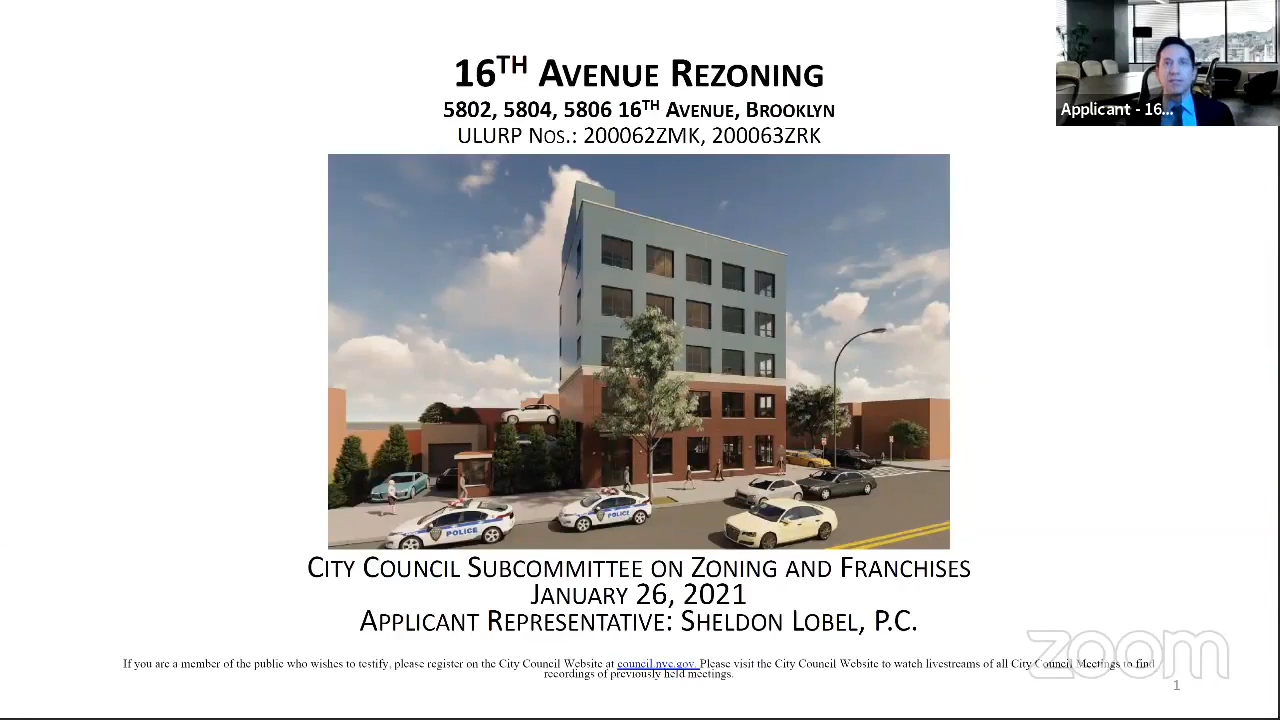 16TH AVENUE REZONING
5802, 5804, 5806 16TH AVENUE, BROOKLYN
ULURP NOS.: 200062ZMK, 200063ZRK
Applicant - 16...
POLICE
POLICE
CITY COUNCIL SUBCOMMITTEE ON ZONING AND FRANCHISES
JANUARY 26, 2021
APPLICANT REPRESENTATIVE: SHELDON LOBEL, P.C.
If you are a member of the public who wishes to testify, please register on the City Council Website at council.nyc.gov. Please visit the City Council Website to watch livestreams of all City Council Meetings to find
recordings of previously held meetings.
zoom
1